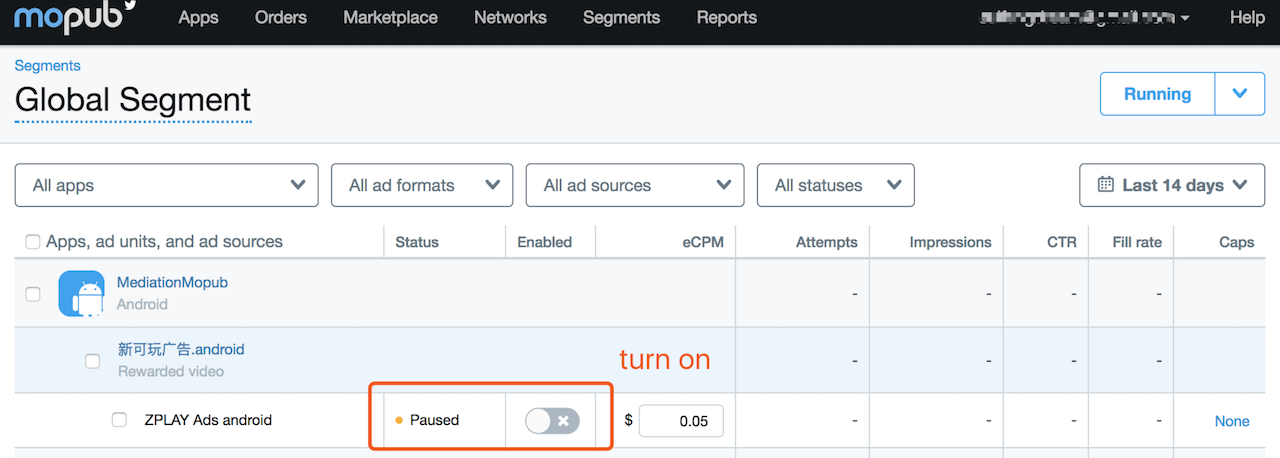 mopub Apps Orders Marketplace Networks Segments Reports Help
Segments
Global Segment
Running
All apps All ad formats All ad sources All statuses Last 14 days
Apps, ad units, and ad sources Status Enabled eCPM Attempts Impressions CTR Fill rate Caps
MediationMopub
Android - - - -
新可玩广告.android
Rewarded video - - - -
turn on
ZPLAY Ads android Paused $ 0.05 - - - - None